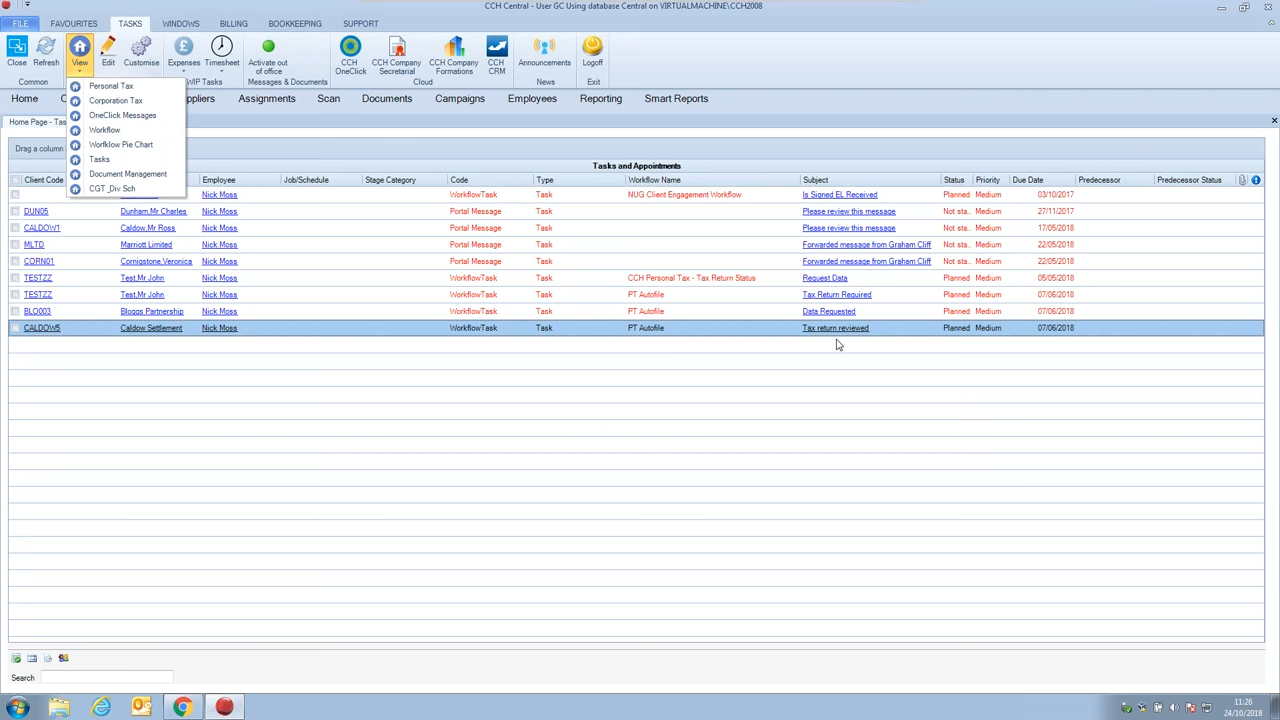 CCH Central - User GC Using database Central on VIRTUALMACHINE\CCH2008
FILE FAVOURITES TASKS WINDOWS BILLING BOOKKEEPING SUPPORT
Close Refresh View Edit Customise Expenses Timesheet Activate out of office CCH OneClick CCH Company Secretarial CCH Company Formations CCH CRM Announcements Logoff
Common WIP Tasks Messages & Documents Cloud News Exit
Home Assignments Scan Documents Campaigns Employees Reporting Smart Reports
Personal Tax
Corporation Tax
OneClick Messages
Workflow
Worfklow Pie Chart
Tasks
Document Management
CGT _Div Sch
Home Page - Tas
Drag a column
Tasks and Appointments
Client Code Employee Job/Schedule Stage Category Code Type Workflow Name Subject Status Priority Due Date Predecessor Predecessor Status
Nick Moss WorkflowTask Task NUG Client Engagement Workflow Is Signed EL Received Planned Medium 03/10/2017
DUN05 Dunham,Mr Charles Nick Moss Portal Message Task Please review this message Not sta.. Medium 27/11/2017
CALDOW1 Caldow,Mr Ross Nick Moss Portal Message Task Please review this message Not sta.. Medium 17/05/2018
MLTD Marriott Limited Nick Moss Portal Message Task Forwarded message from Graham Cliff Not sta.. Medium 22/05/2018
CORN01 Cornigstone,Veronica Nick Moss Portal Message Task Forwarded message from Graham Cliff Not sta.. Medium 22/05/2018
TESTZZ Test,Mr John Nick Moss WorkflowTask Task CCH Personal Tax - Tax Return Status Request Data Planned Medium 05/05/2018
TESTZZ Test,Mr John Nick Moss WorkflowTask Task PT Autofile Tax Return Required Planned Medium 07/06/2018
BLO003 Bloggs Partnership Nick Moss WorkflowTask Task PT Autofile Data Requested Planned Medium 07/06/2018
CALDOW5 Caldow Settlement Nick Moss WorkflowTask Task PT Autofile Tax return reviewed Planned Medium 07/06/2018
Search
11:26
24/10/2018